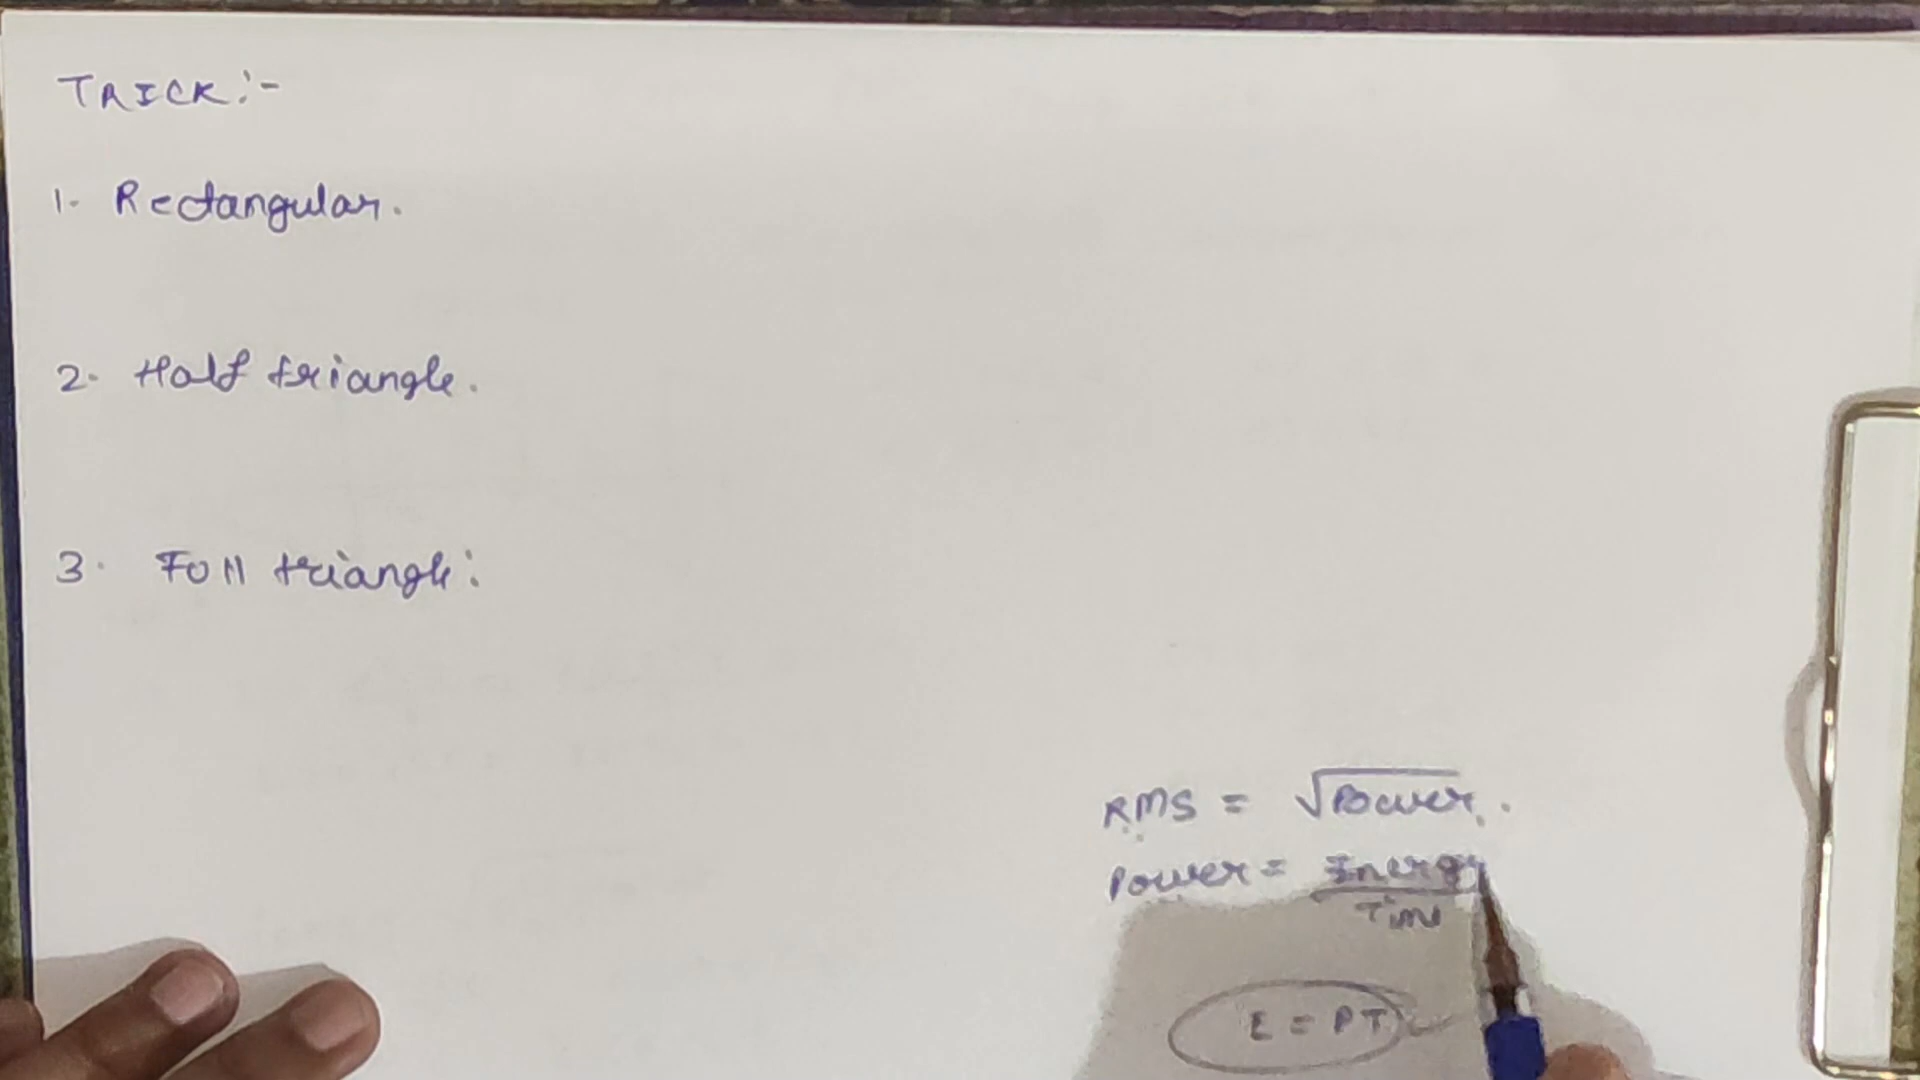 TRICK:-
1. Rectangular.
2. Half triangle.
3. Full triangle:
RMS = √Power.
Power = Energy
Time
E = PT